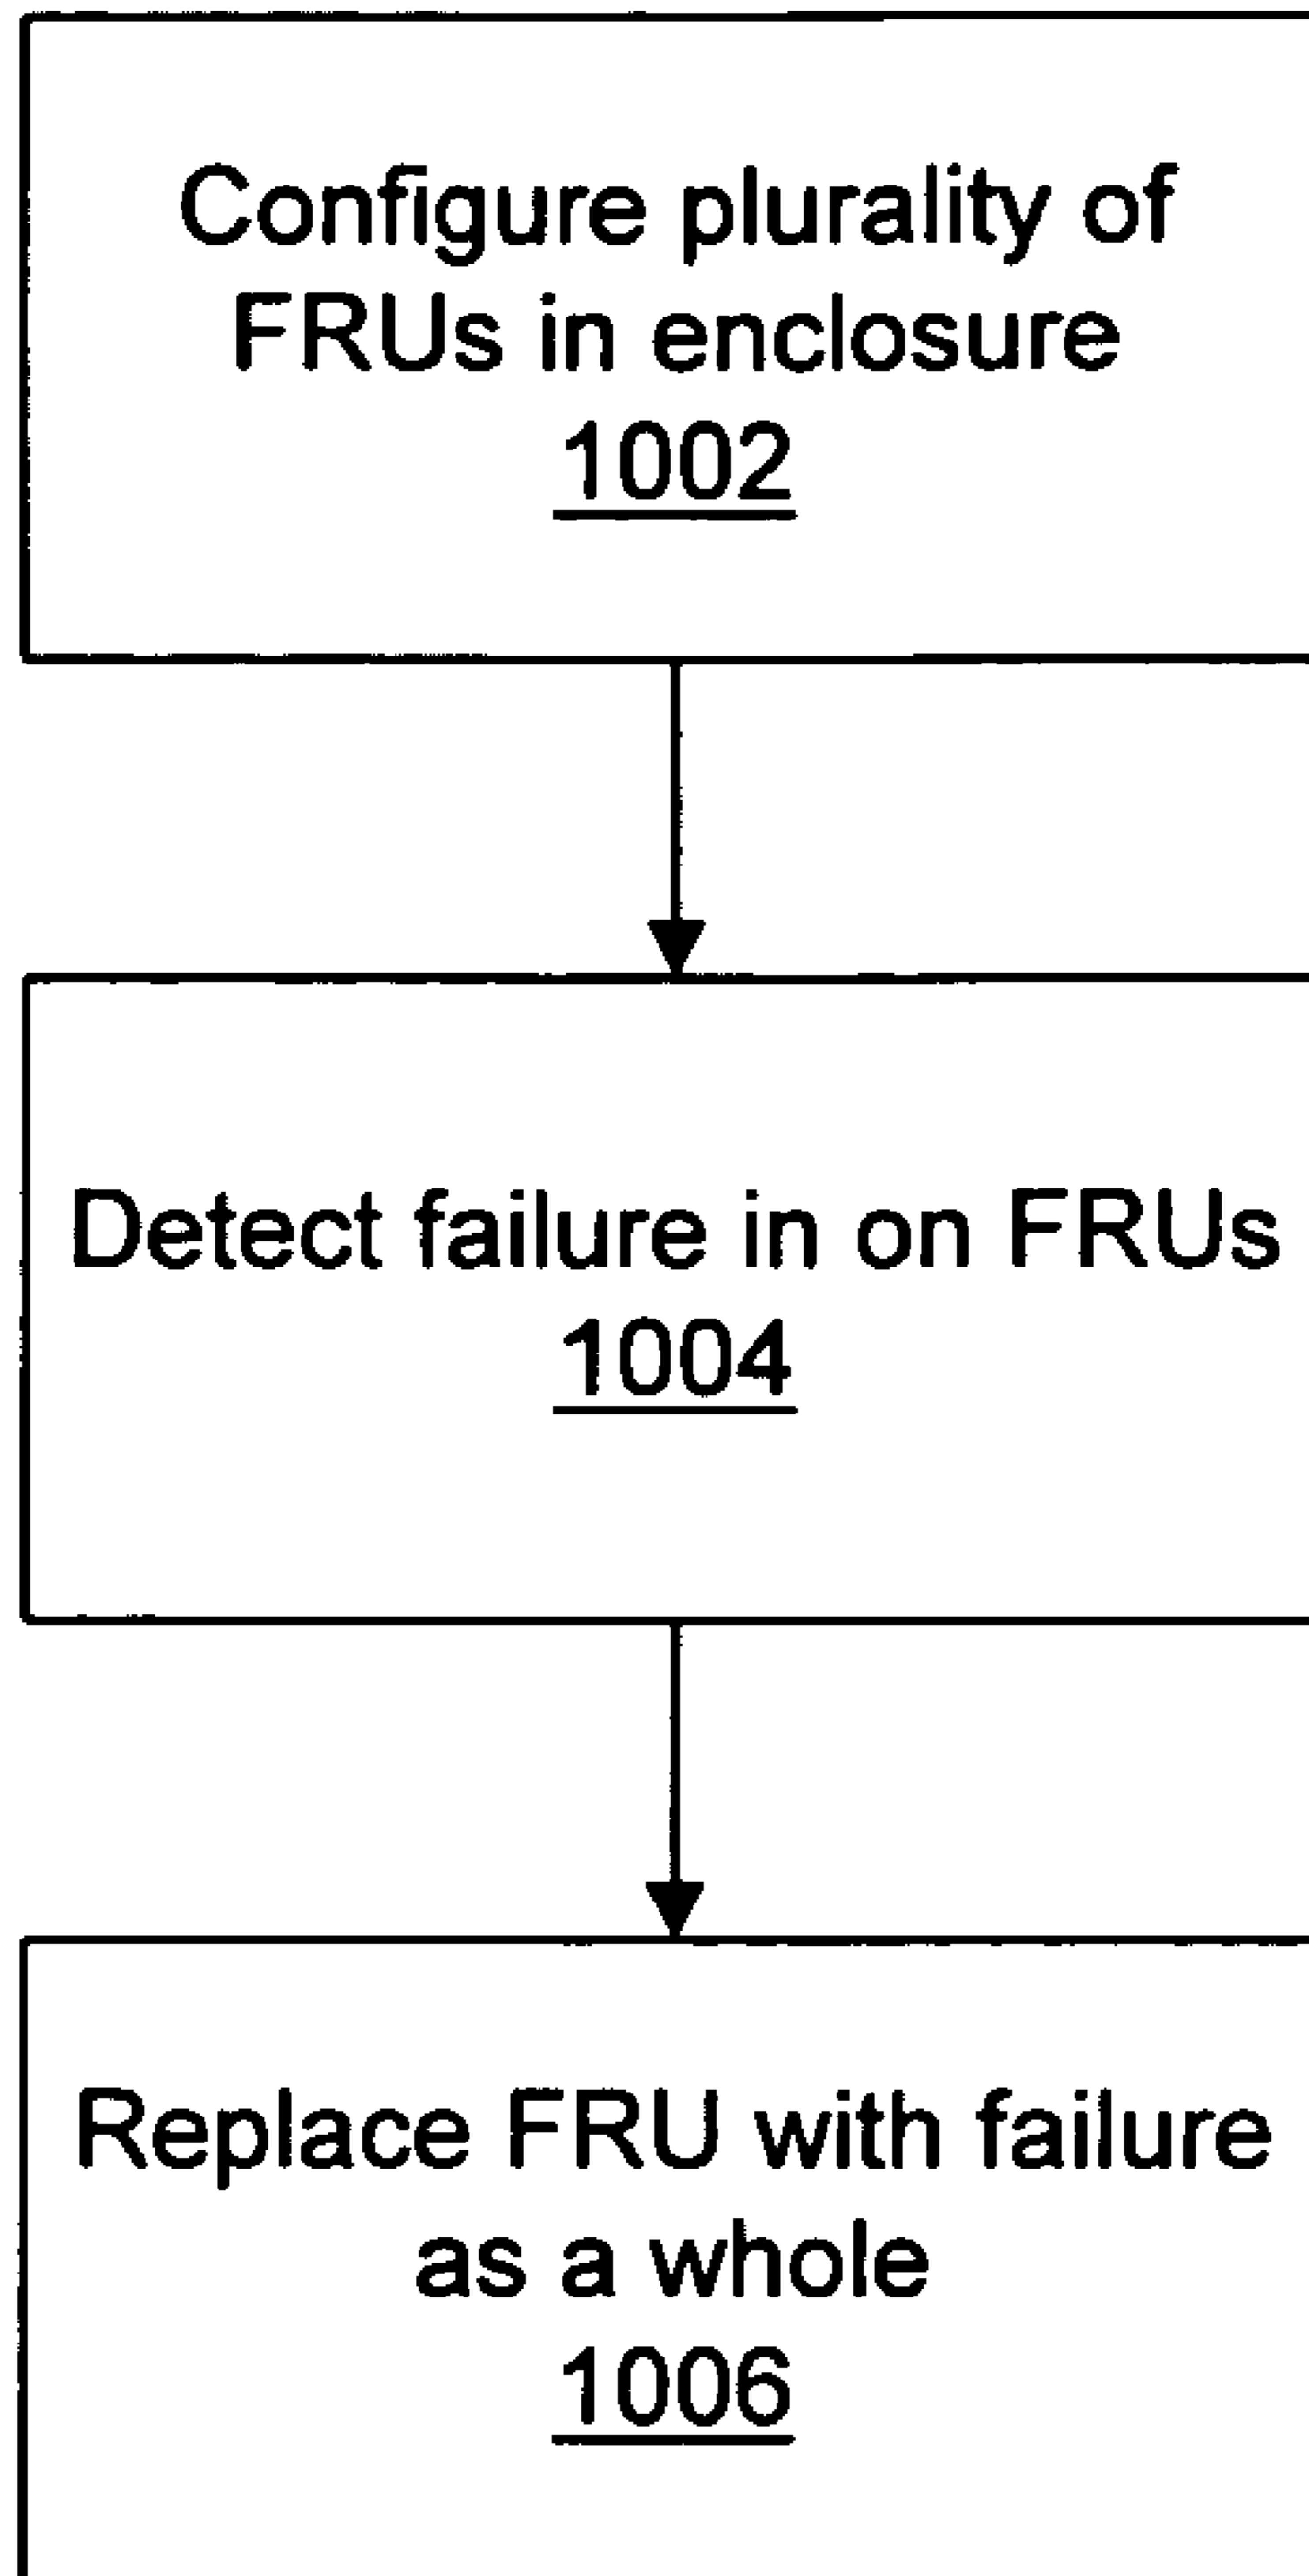 Configure plurality of
FRUs in enclosure
1002
Detect failure in on FRUs
1004
Replace FRU with failure
as a whole
1006